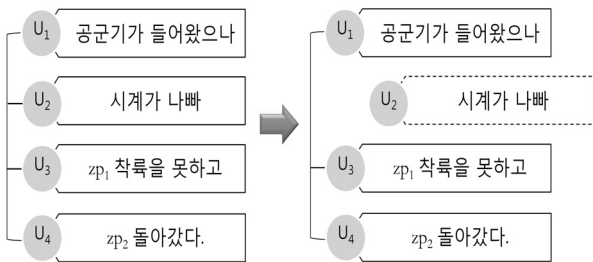 U1 공군기가 들어왔으나
U2 시계가 나빠
U3 zp1 착륙을 못하고
U4 zp2 돌아갔다.
U1 공군기가 들어왔으나
U2 시계가 나빠
U3 zp1 착륙을 못하고
U4 zp2 돌아갔다.